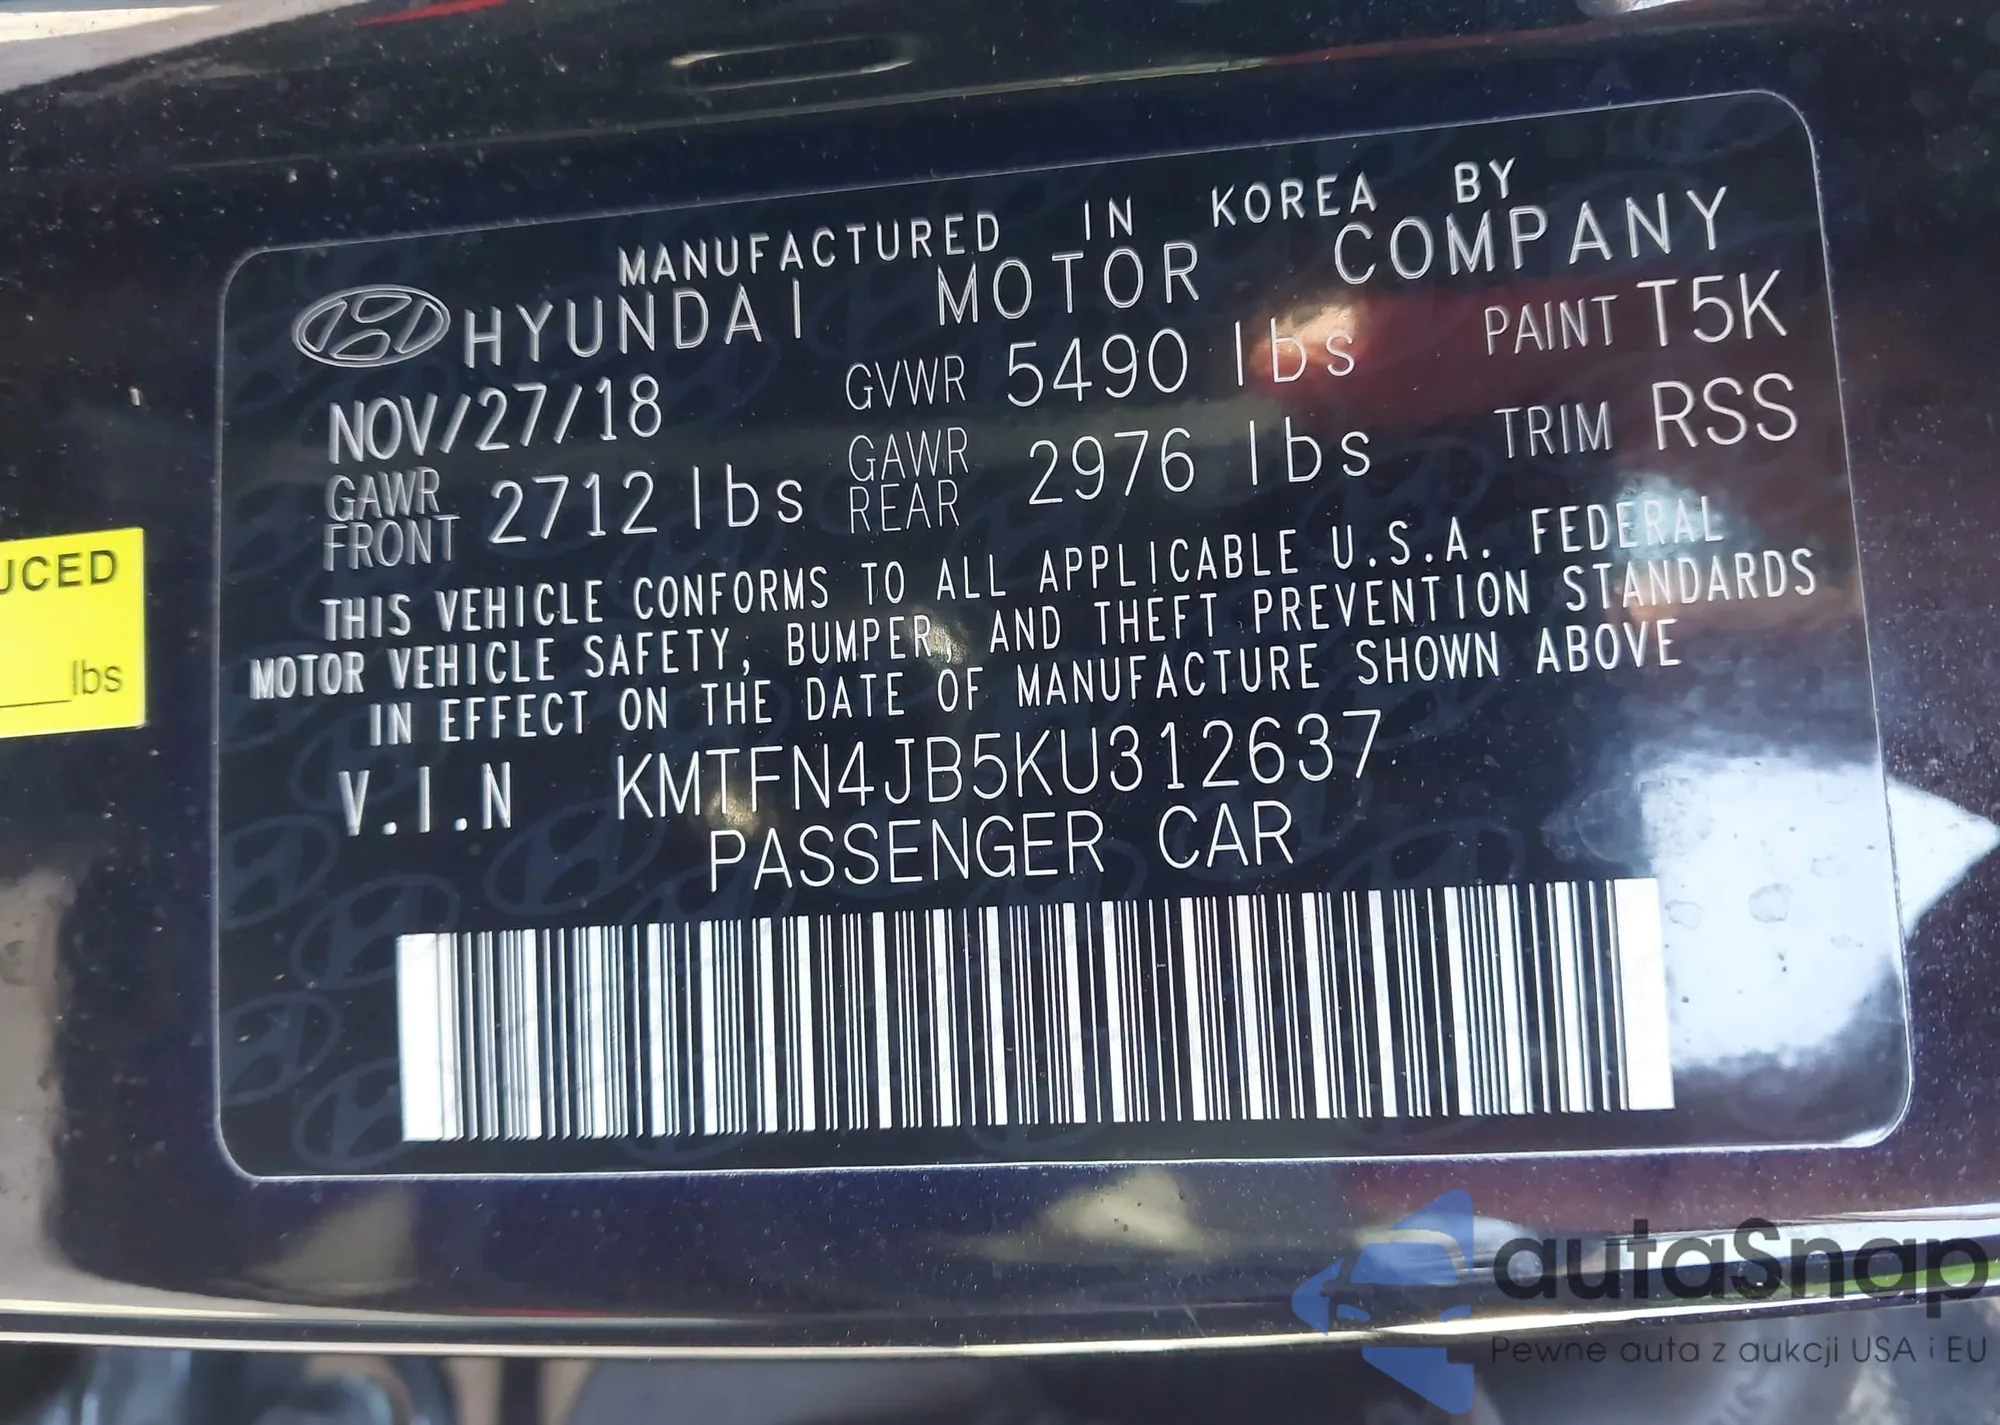 MANUFACTURED IN KOREA BY
HYUNDAI MOTOR COMPANY
NOV/27/18 GVWR 5490 lbs PAINT T5K
GAWR FRONT 2712 lbs GAWR REAR 2976 lbs TRIM RSS
THIS VEHICLE CONFORMS TO ALL APPLICABLE U.S.A. FEDERAL
MOTOR VEHICLE SAFETY, BUMPER, AND THEFT PREVENTION STANDARDS
IN EFFECT ON THE DATE OF MANUFACTURE SHOWN ABOVE
V.I.N KMTFN4JB5KU312637
PASSENGER CAR
UCED
lbs
autaSnap
Pewne auta z aukcji USA i EU